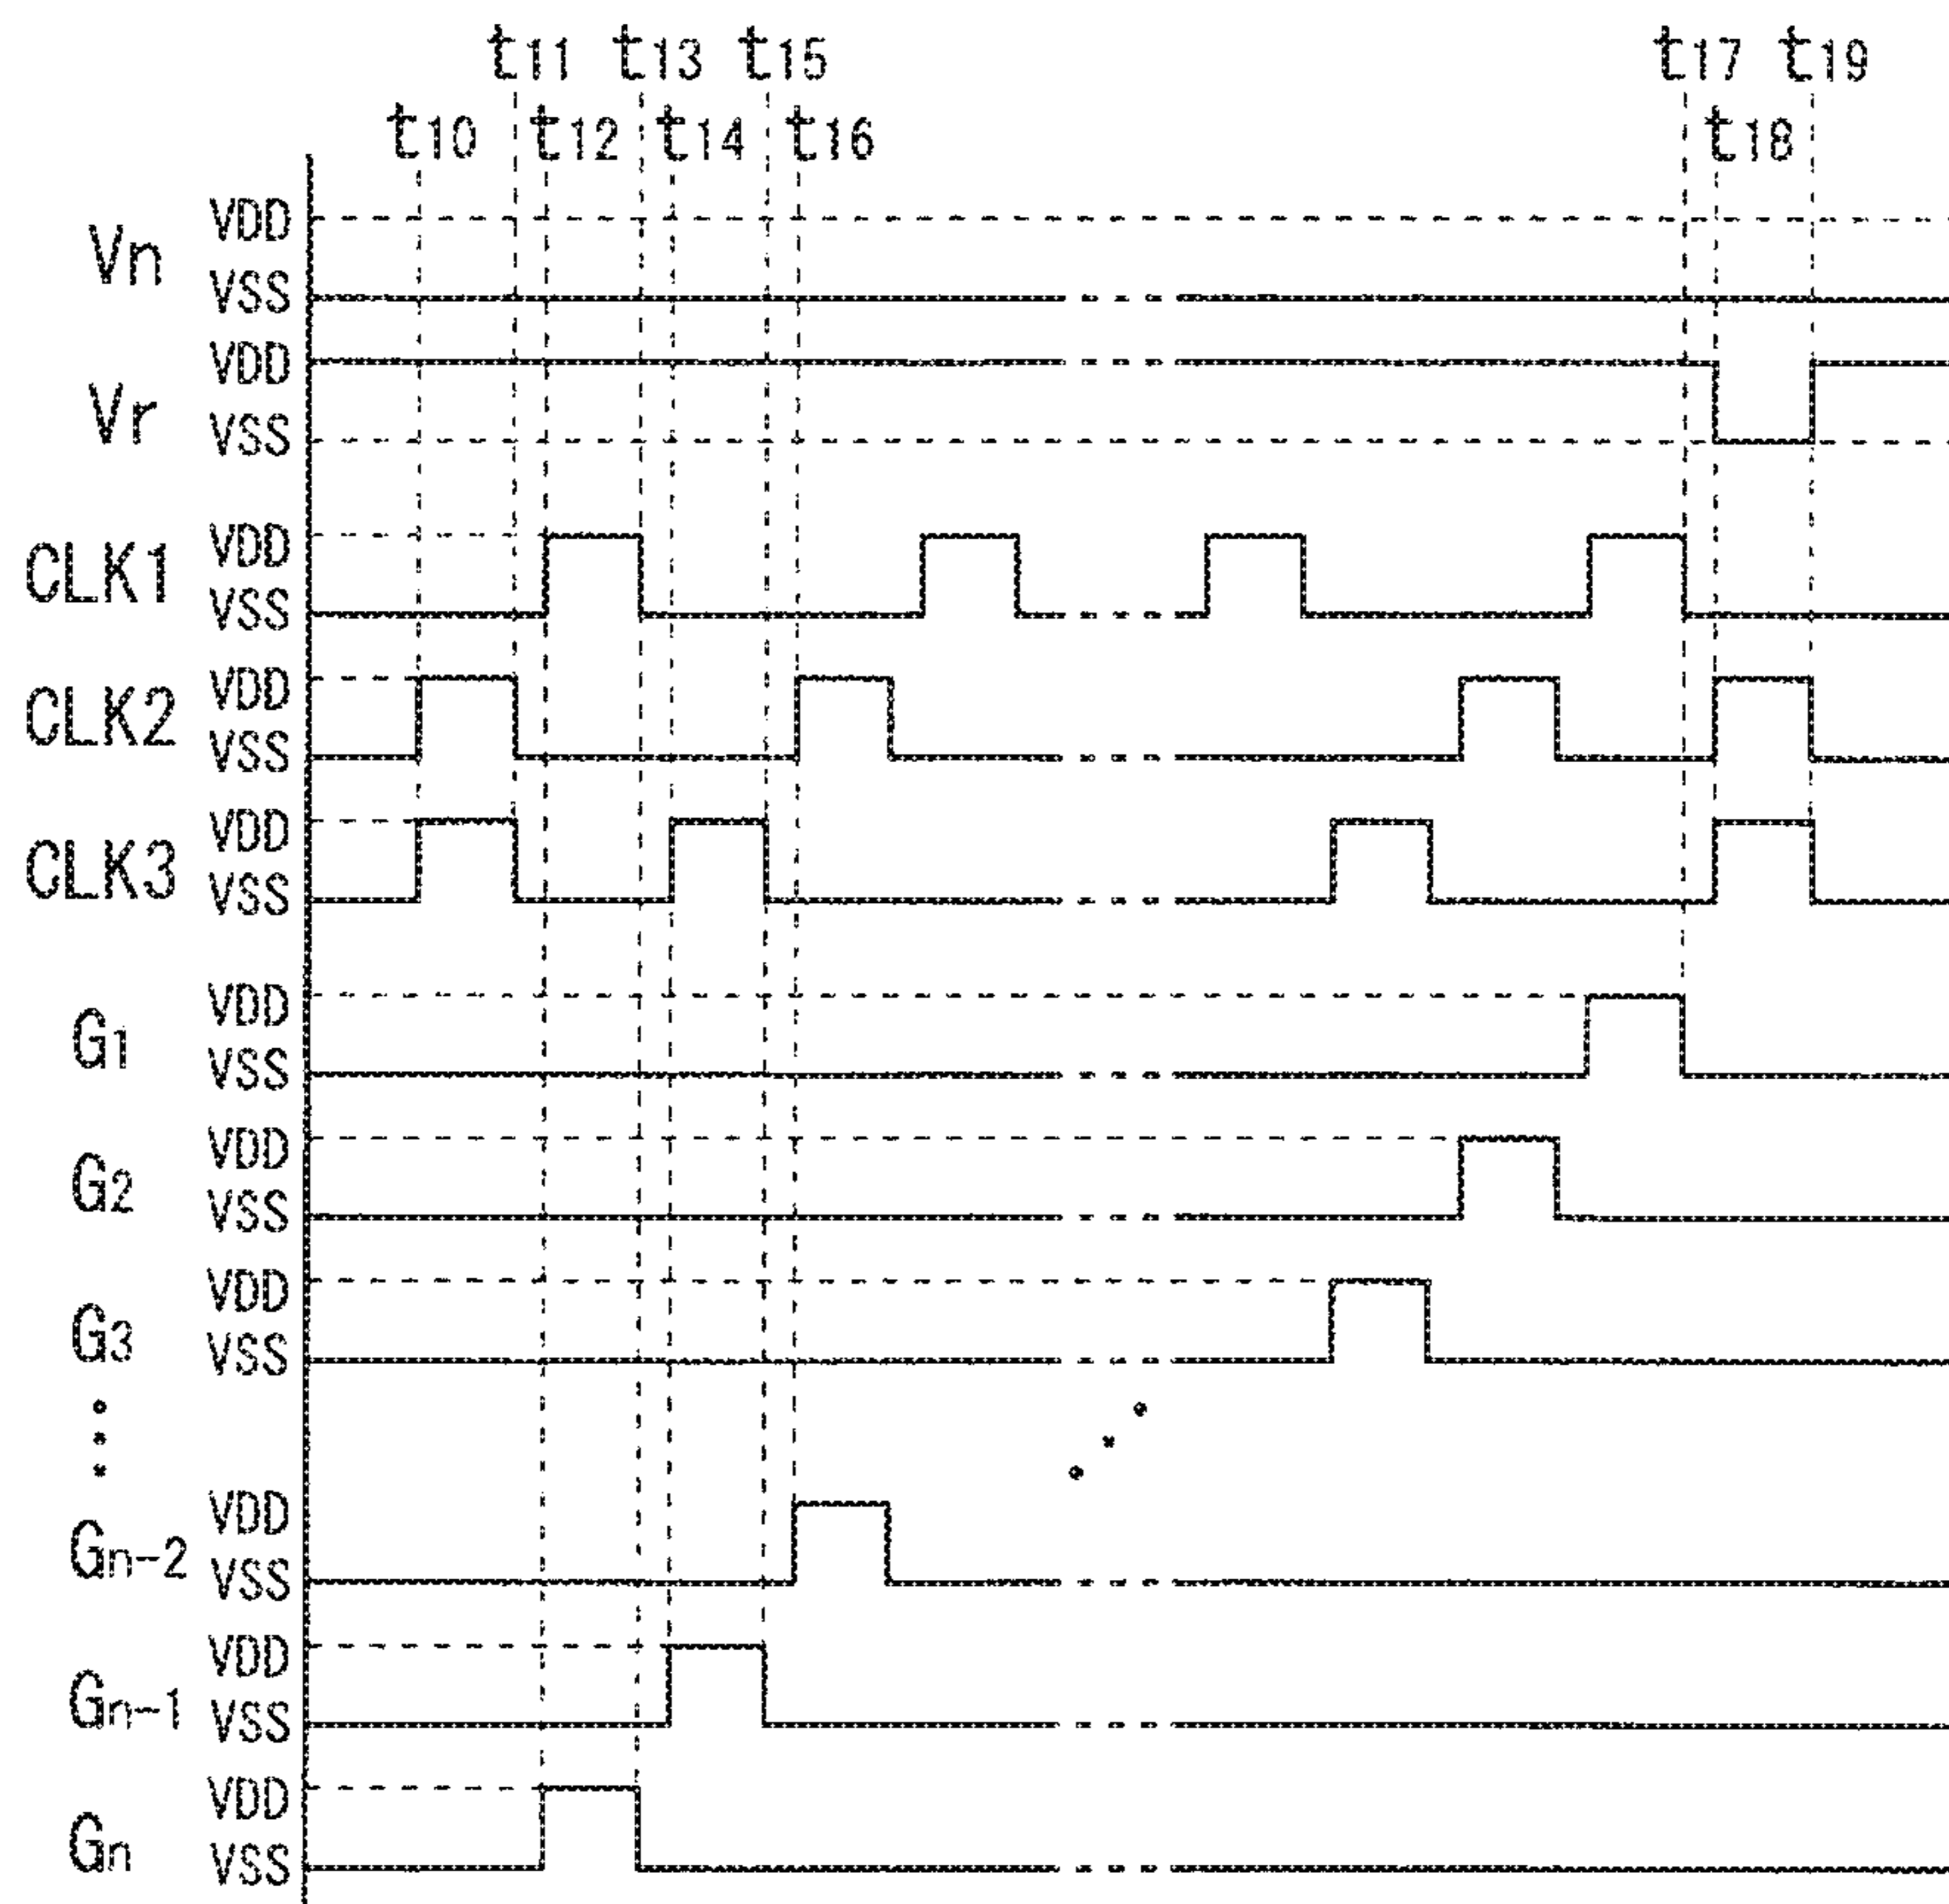 t11 t13 t15 t17 t19
t10 t12 t14 t16 t18
Vn VDD
VSS
Vr VDD
VSS
CLK1 VDD
VSS
CLK2 VDD
VSS
CLK3 VDD
VSS
G1 VDD
VSS
G2 VDD
VSS
G3 VDD
VSS
Gn-2 VDD
VSS
Gn-1 VDD
VSS
Gn VDD
VSS